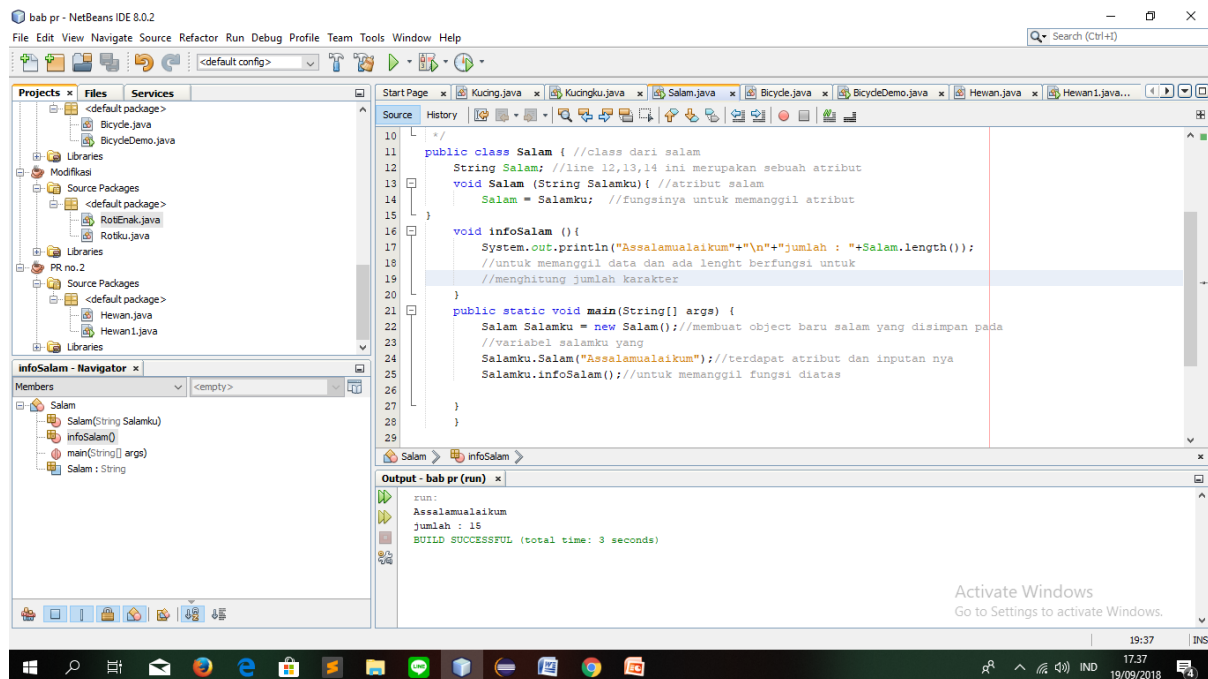 bab pr - NetBeans IDE 8.0.2
File Edit View Navigate Source Refactor Run Debug Profile Team Tools Window Help
Search (Ctrl+I)
<default config>
Projects × Files Services
<default package>
Bicycle.java
BicycleDemo.java
Libraries
Modifikasi
Source Packages
<default package>
RotiEnak.java
Rotiku.java
Libraries
PR no.2
Source Packages
<default package>
Hewan.java
Hewan1.java
Libraries
infoSalam - Navigator ×
Members <empty>
Salam
Salam(String Salamku)
infoSalam()
main(String[] args)
Salam : String
Start Page × Kucing.java × Kucingku.java × Salam.java × Bicycle.java × BicycleDemo.java × Hewan.java × Hewan1.java...
Source History
10 */
11 public class Salam { //class dari salam
12 String Salam; //line 12,13,14 ini merupakan sebuah atribut
13 void Salam (String Salamku){ //atribut salam
14 Salam = Salamku; //fungsinya untuk memanggil atribut
15 }
16 void infoSalam (){
17 System.out.println("Assalamualaikum"+"\n"+"jumlah : "+Salam.length());
18 //untuk memanggil data dan ada lenght berfungsi untuk
19 //menghitung jumlah karakter
20 }
21 public static void main(String[] args) {
22 Salam Salamku = new Salam();//membuat object baru salam yang disimpan pada
23 //variabel salamku yang
24 Salamku.Salam("Assalamualaikum");//terdapat atribut dan inputan nya
25 Salamku.infoSalam();//untuk memanggil fungsi diatas
26
27 }
28 }
29
Salam infoSalam
Output - bab pr (run) ×
run:
Assalamualaikum
jumlah : 15
BUILD SUCCESSFUL (total time: 3 seconds)
Activate Windows
Go to Settings to activate Windows.
19:37 INS
IND
17.37
19/09/2018
4